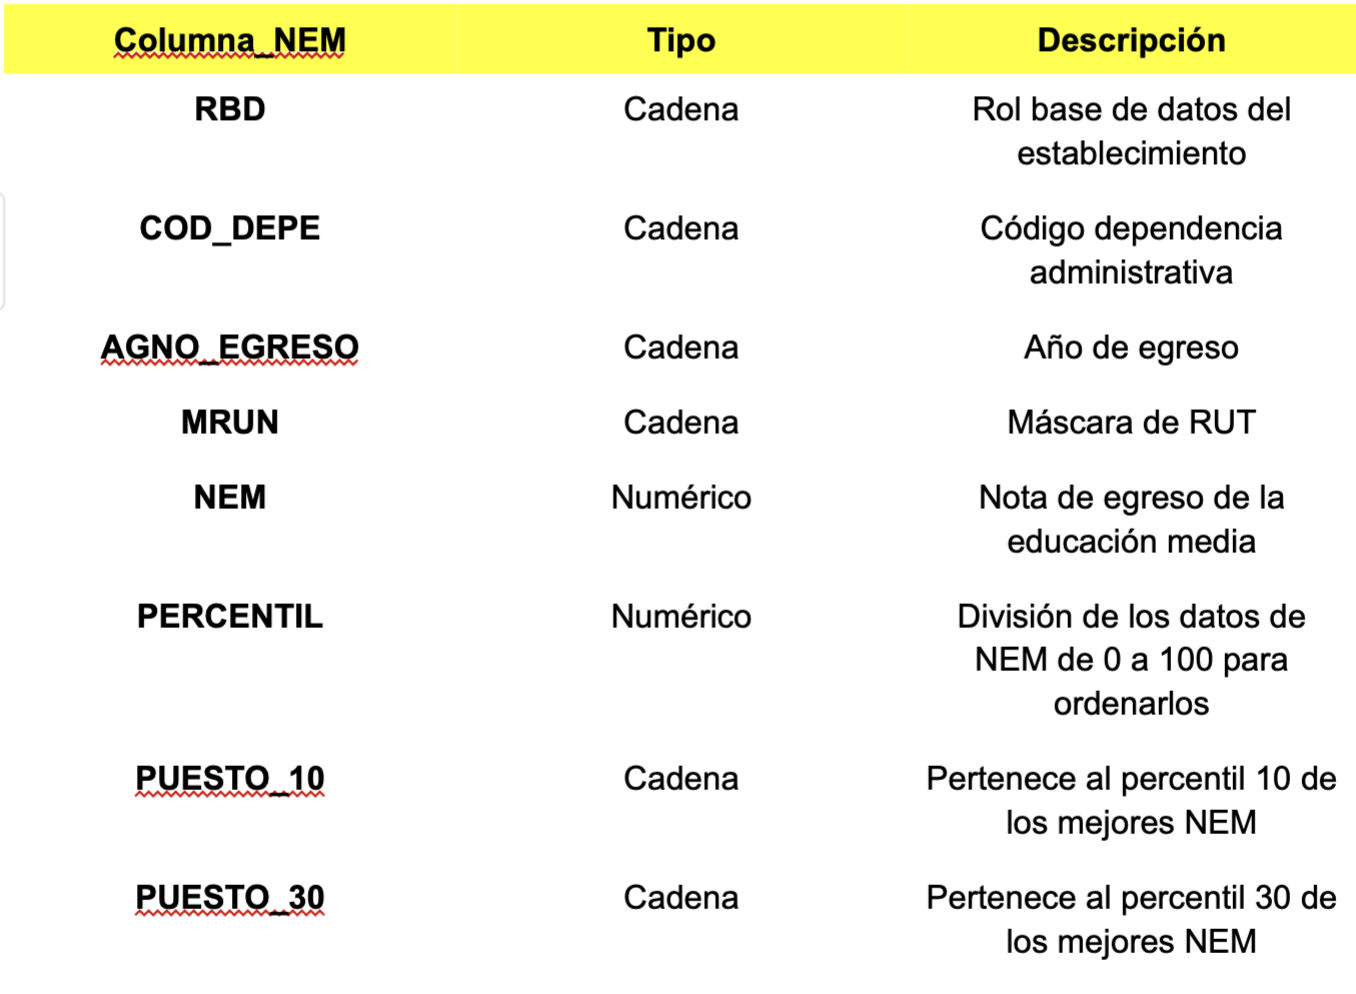 Columna_NEM Tipo Descripción
RBD Cadena Rol base de datos del
establecimiento
COD_DEPE Cadena Código dependencia
administrativa
AGNO_EGRESO Cadena Año de egreso
MRUN Cadena Máscara de RUT
NEM Numérico Nota de egreso de la
educación media
PERCENTIL Numérico División de los datos de
NEM de 0 a 100 para
ordenarlos
PUESTO_10 Cadena Pertenece al percentil 10 de
los mejores NEM
PUESTO_30 Cadena Pertenece al percentil 30 de
los mejores NEM